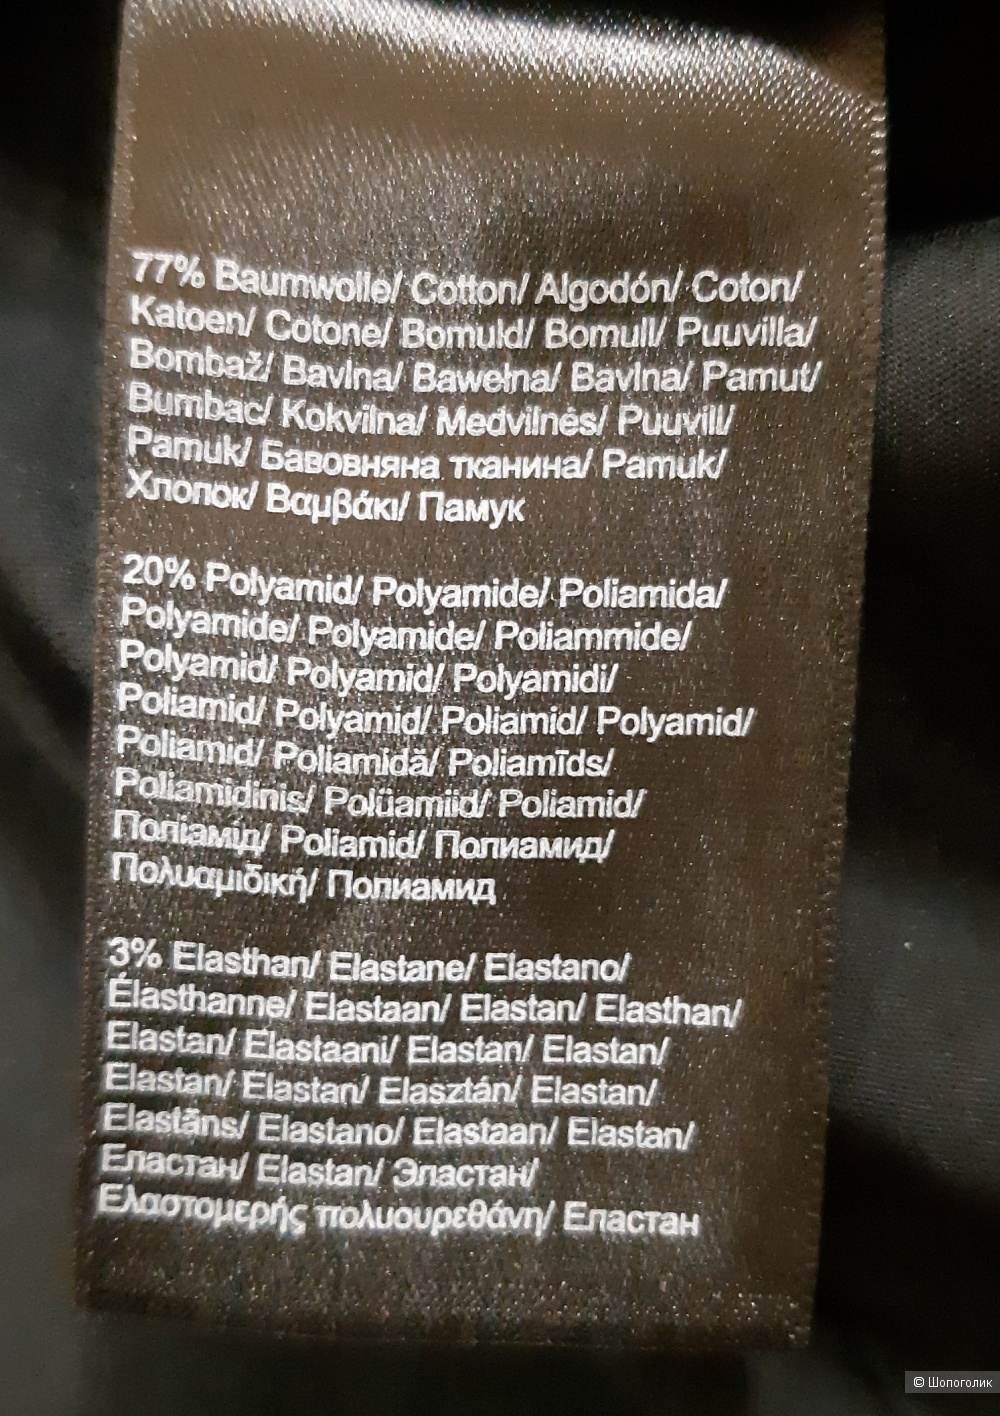 77% Baumwolle/ Cotton/ Algodón/ Coton/
Katoen/ Cotone/ Bomuld/ Bomull/ Puuvilla/
Bombaž/ Bavlna/ Bawełna/ Bavlna/ Pamut/
Bumbac/ Kokvilna/ Medvilnės/ Puuvill/
Pamuk/ Бавовняна тканина/ Pamuk/
Хлопок/ Βαμβάκι/ Памук
20% Polyamid/ Polyamide/ Poliamida/
Polyamide/ Polyamide/ Poliammide/
Polyamid/ Polyamid/ Polyamidi/
Poliamid/ Polyamid/ Poliamid/ Polyamid/
Poliamid/ Poliamidă/ Poliamīds/
Poliamidinis/ Polüamiid/ Poliamid/
Поліамід/ Poliamid/ Полиамид/
Πολυαμιδική/ Полиамид
3% Elasthan/ Elastane/ Elastano/
Élasthanne/ Elastaan/ Elastan/ Elasthan/
Elastan/ Elastaani/ Elastan/ Elastan/
Elastan/ Elastan/ Elasztán/ Elastan/
Elastāns/ Elastano/ Elastaan/ Elastan/
Еластан/ Elastan/ Эластан/
Ελαστομερής πολυουρεθάνη/ Еластан
© Шопоголик